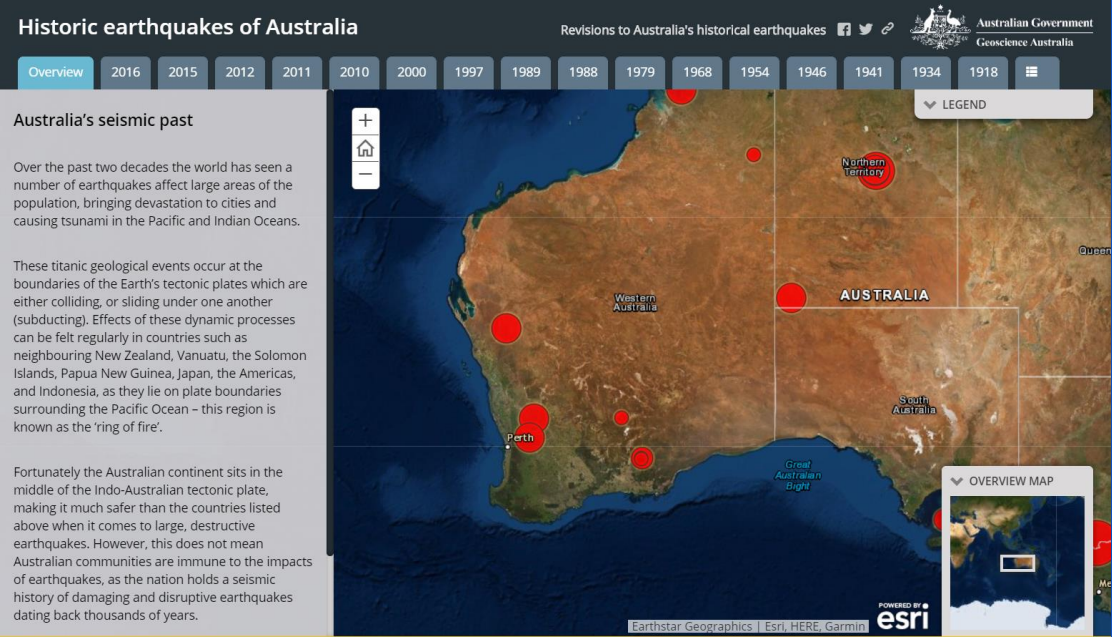 Historic earthquakes of Australia
Revisions to Australia's historical earthquakes
Australian Government
Geoscience Australia
Overview
2016
2015
2012
2011
2010
2000
1997
1989
1988
1979
1968
1954
1946
1941
1934
1918
Australia's seismic past
Over the past two decades the world has seen a
number of earthquakes affect large areas of the
population, bringing devastation to cities and
causing tsunami in the Pacific and Indian Oceans.
These titanic geological events occur at the
boundaries of the Earth's tectonic plates which are
either colliding, or sliding under one another
(subducting). Effects of these dynamic processes
can be felt regularly in countries such as
neighbouring New Zealand, Vanuatu, the Solomon
Islands, Papua New Guinea, Japan, the Americas,
and Indonesia, as they lie on plate boundaries
surrounding the Pacific Ocean – this region is
known as the 'ring of fire'.
Fortunately the Australian continent sits in the
middle of the Indo-Australian tectonic plate,
making it much safer than the countries listed
above when it comes to large, destructive
earthquakes. However, this does not mean
Australian communities are immune to the impacts
of earthquakes, as the nation holds a seismic
history of damaging and disruptive earthquakes
dating back thousands of years.
+
−
LEGEND
Northern
Territory
Queen
Western
Australia
AUSTRALIA
South
Australia
Perth
Great
Australian
Bight
OVERVIEW MAP
Me
POWERED BY
esri
Earthstar Geographics | Esri, HERE, Garmin